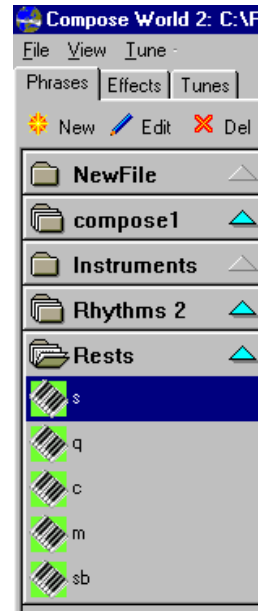 Compose World 2: C:\F
File View Tune
Phrases Effects Tunes
New Edit Del
NewFile
compose1
Instruments
Rhythms 2
Rests
s
q
c
m
sb